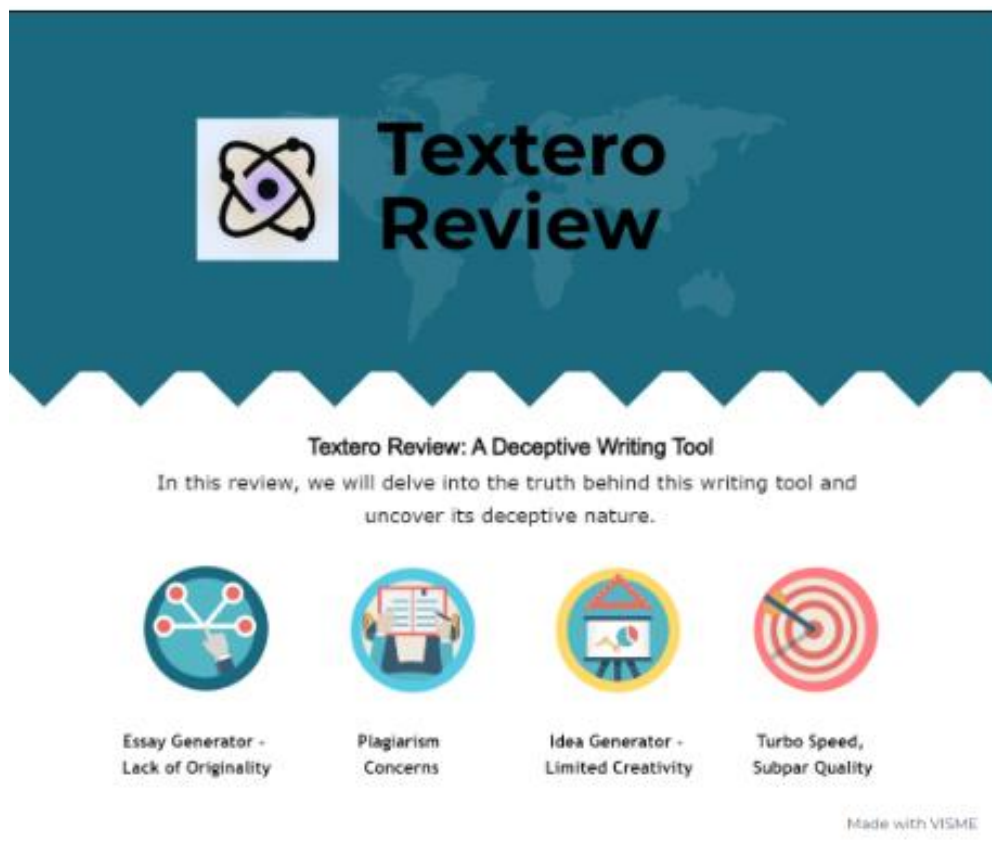 Textero
Review
Textero Review: A Deceptive Writing Tool
In this review, we will delve into the truth behind this writing tool and
uncover its deceptive nature.
Essay Generator -
Lack of Originality
Plagiarism
Concerns
Idea Generator -
Limited Creativity
Turbo Speed,
Subpar Quality
Made with VISME